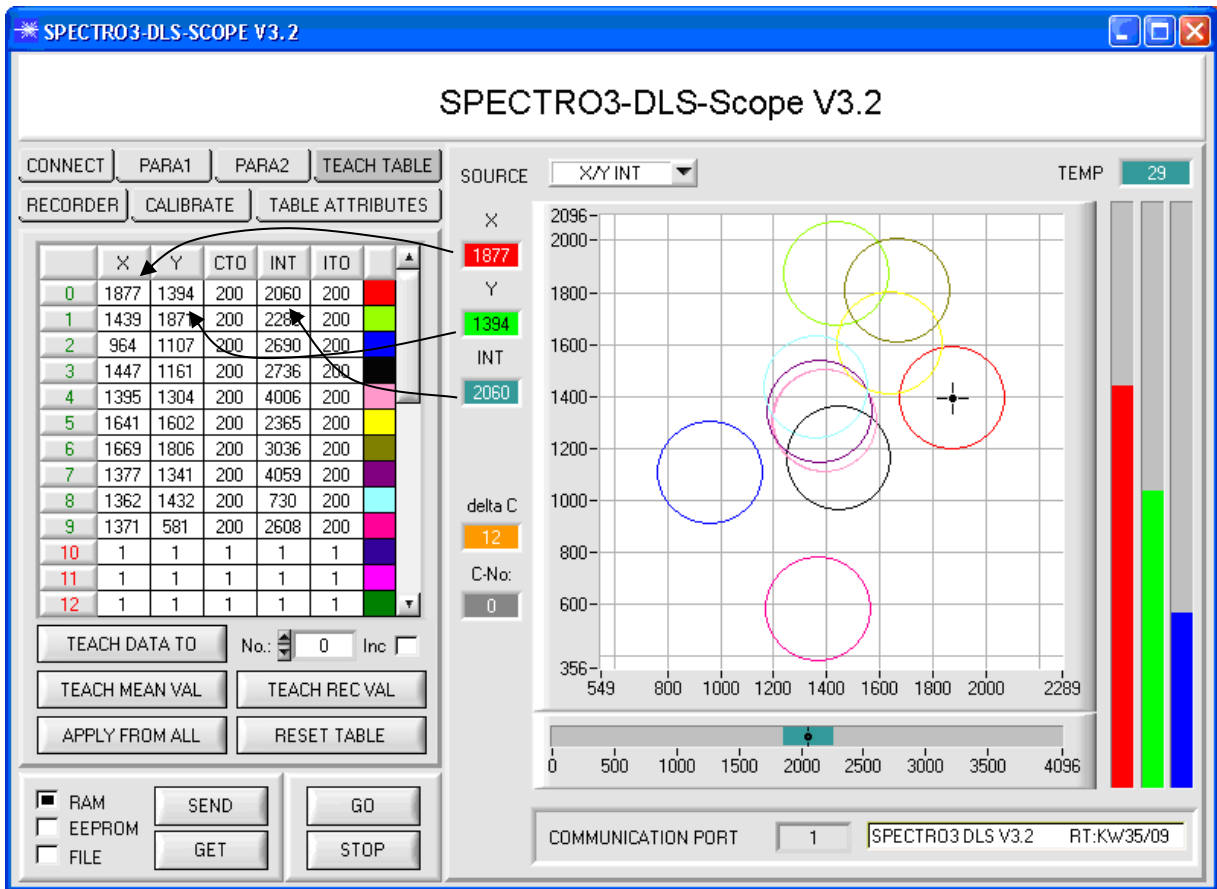 SPECTRO3-DLS-SCOPE V3.2
SPECTRO3-DLS-Scope V3.2
CONNECT PARA1 PARA2 TEACH TABLE
RECORDER CALIBRATE TABLE ATTRIBUTES
X Y CTO INT ITO
0 1877 1394 200 2060 200
1 1439 1871 200 200
2 964 1107 200 2690 200
3 1447 1161 200 2736 200
4 1395 1304 200 4006 200
5 1641 1602 200 2365 200
6 1669 1806 200 3036 200
7 1377 1341 200 4059 200
8 1362 1432 200 730 200
9 1371 581 200 2608 200
10 1 1 1 1 1
11 1 1 1 1 1
12 1 1 1 1 1
TEACH DATA TO No.: 0 Inc
TEACH MEAN VAL TEACH REC VAL
APPLY FROM ALL RESET TABLE
RAM
EEPROM
FILE
SEND
GET
GO
STOP
SOURCE X/Y INT
TEMP 29
X
1877
Y
1394
INT
2060
delta C
12
C-No:
0
2096
2000
1800
1600
1400
1200
1000
800
600
356
549 800 1000 1200 1400 1600 1800 2000 2289
0 500 1000 1500 2000 2500 3000 3500 4096
COMMUNICATION PORT 1 SPECTRO3 DLS V3.2 RT:KW35/09